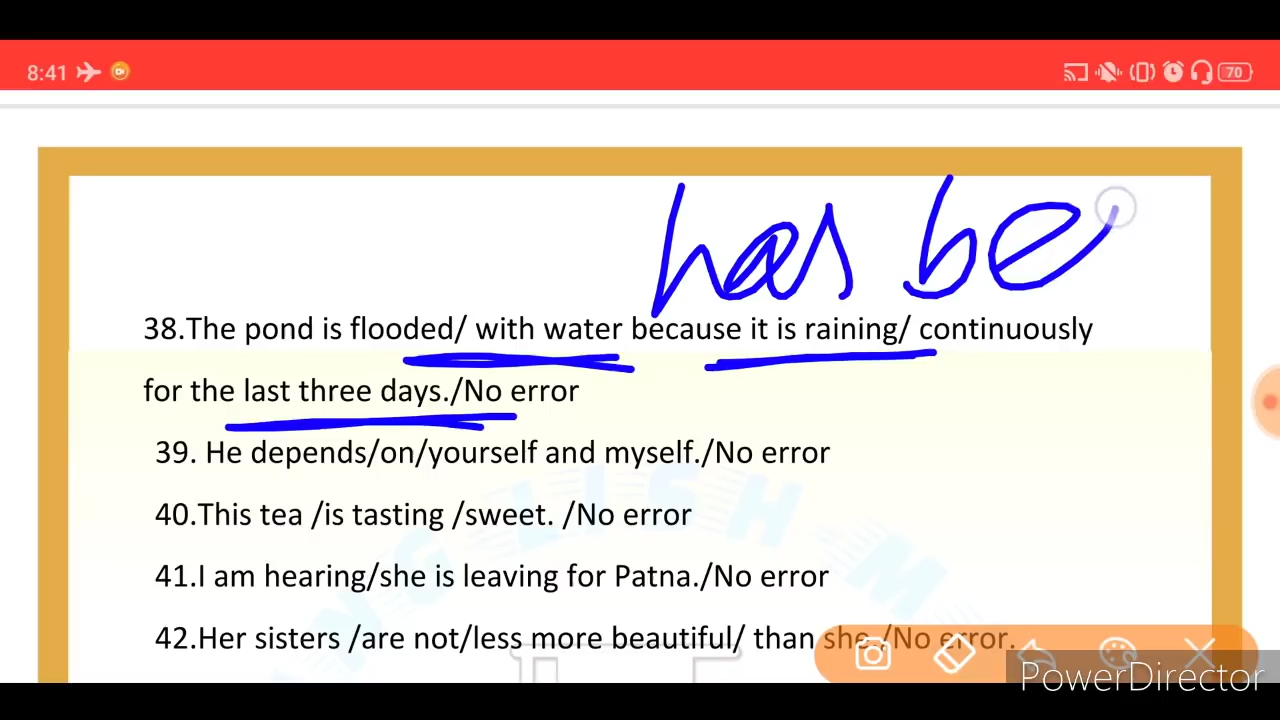 8:41
70
has be
38.The pond is flooded/ with water because it is raining/ continuously
for the last three days./No error
39. He depends/on/yourself and myself./No error
40.This tea /is tasting /sweet. /No error
41.I am hearing/she is leaving for Patna./No error
42.Her sisters /are not/less more beautiful/ than she./No error.
PowerDirector